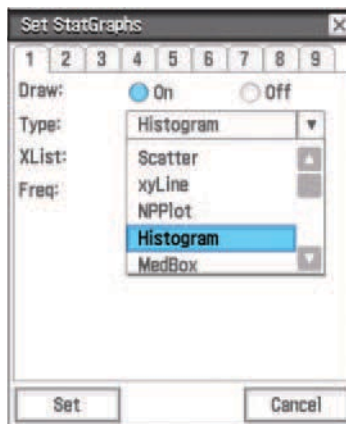 Set StatGraphs
1 2 3 4 5 6 7 8 9
Draw: On Off
Type: Histogram
XList: Scatter
xyLine
Freq:
NPPlot
Histogram
MedBox
Set Cancel